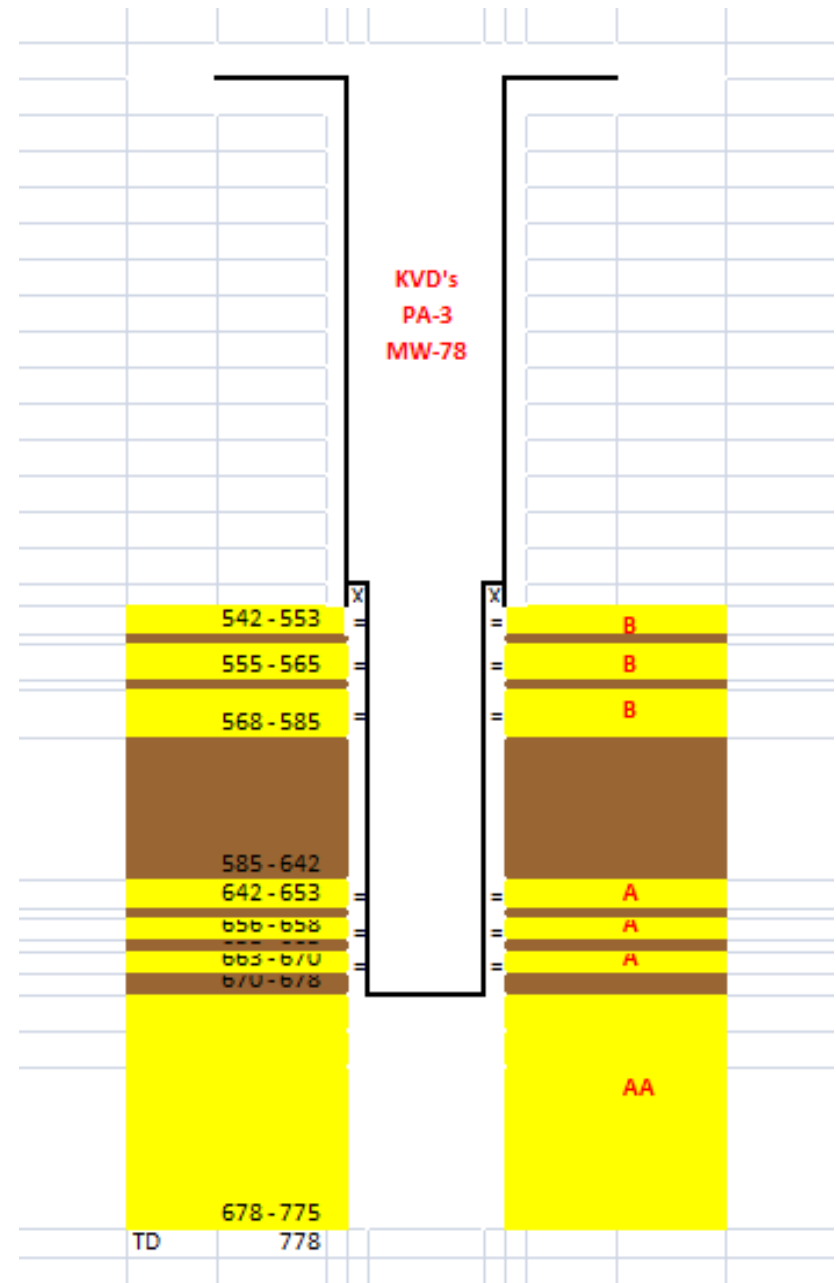 KVD's
PA-3
MW-78
X X
542 - 553 = = B
555 - 565 = = B
568 - 585 = = B
585 - 642
642 - 653 = = A
656 - 658 = = A
663 - 670 = = A
670 - 678
AA
678 - 775
TD 778